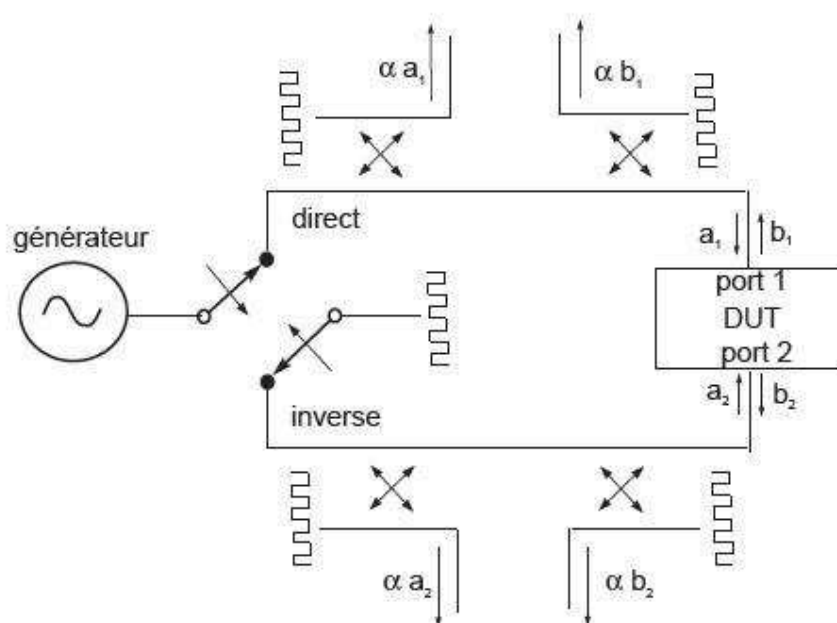 α a₁
α b₁
direct
générateur
a₁
b₁
port 1
DUT
port 2
a₂
b₂
inverse
α a₂
α b₂